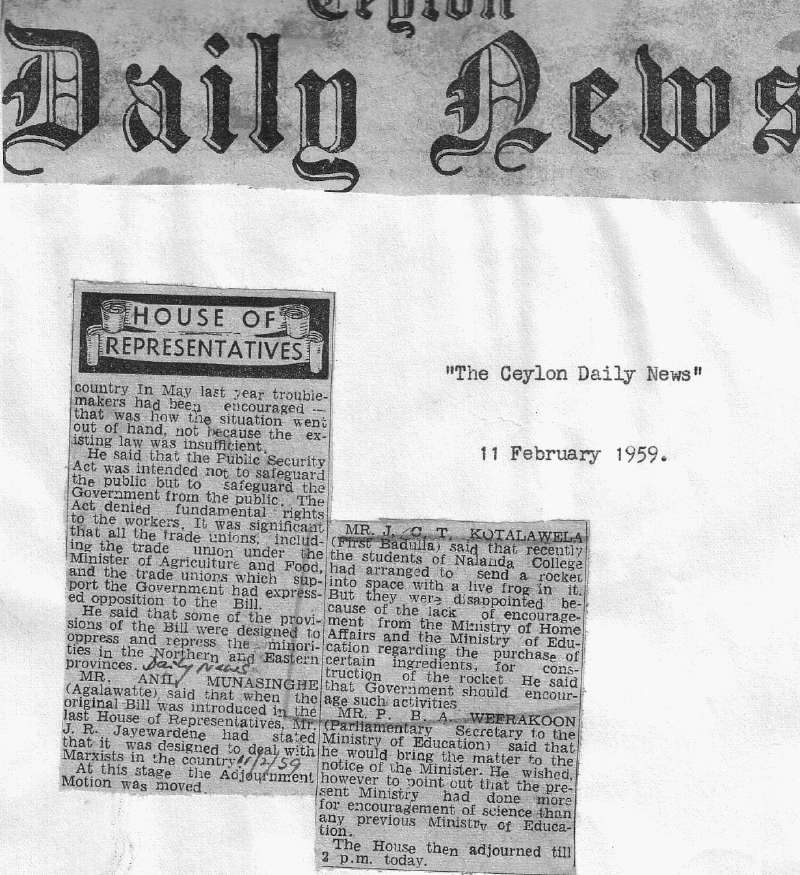 Ceylon
Daily News
HOUSE OF
REPRESENTATIVES
country In May last year trouble-
makers had been encouraged —
that was how the situation went
out of hand, not because the ex-
isting law was insufficient.
He said that the Public Security
Act was intended not to safeguard
the public but to safeguard the
Government from the public. The
Act denied fundamental rights
to the workers. It was significant
that all the trade unions, includ-
ing the trade union under the
Minister of Agriculture and Food,
and the trade unions which sup-
port the Government had express-
ed opposition to the Bill.
He said that some of the provi-
sions of the Bill were designed to
oppress and repress the minori-
ties in the Northern and Eastern
provinces. Daily News
MR. ANIL MUNASINGHE
(Agalawatte) said that when the
original Bill was introduced in the
last House of Representatives, Mr.
J. R. Jayewardene had stated
that it was designed to deal with
Marxists in the country 11/2/59
At this stage the Adjournment
Motion was moved
"The Ceylon Daily News"
11 February 1959.
MR. J. C. T. KOTALAWELA
(First Badulla) said that recently
the students of Nalanda College
had arranged to send a rocket
into space with a live frog in it.
But they were disappointed be-
cause of the lack of encourage-
ment from the Ministry of Home
Affairs and the Ministry of Edu-
cation regarding the purchase of
certain ingredients, for cons-
truction of the rocket He said
that Government should encour-
age such activities
MR. P. B. A. WEERAKOON
(Parliamentary Secretary to the
Ministry of Education) said that
he would bring the matter to the
notice of the Minister. He wished,
however to point out that the pre-
sent Ministry had done more
for encouragement of science than
any previous Ministry of Educa-
tion.
The House then adjourned till
2 p.m. today.